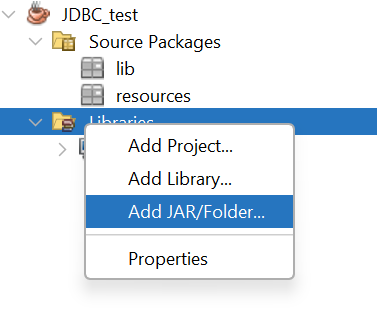 JDBC_test
Source Packages
lib
resources
Libraries
Add Project...
Add Library...
Add JAR/Folder...
Properties